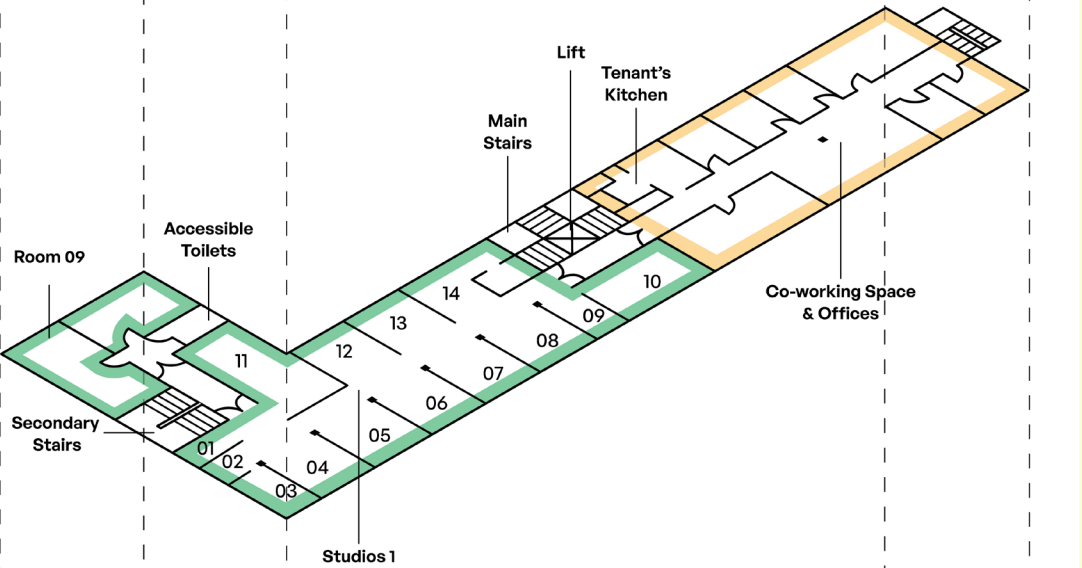 Lift
Tenant's
Kitchen
Main
Stairs
Accessible
Toilets
Room 09
10
14
Co-working Space
& Offices
09
13
08
12
11
07
06
Secondary
Stairs
05
01
02
04
03
Studios 1